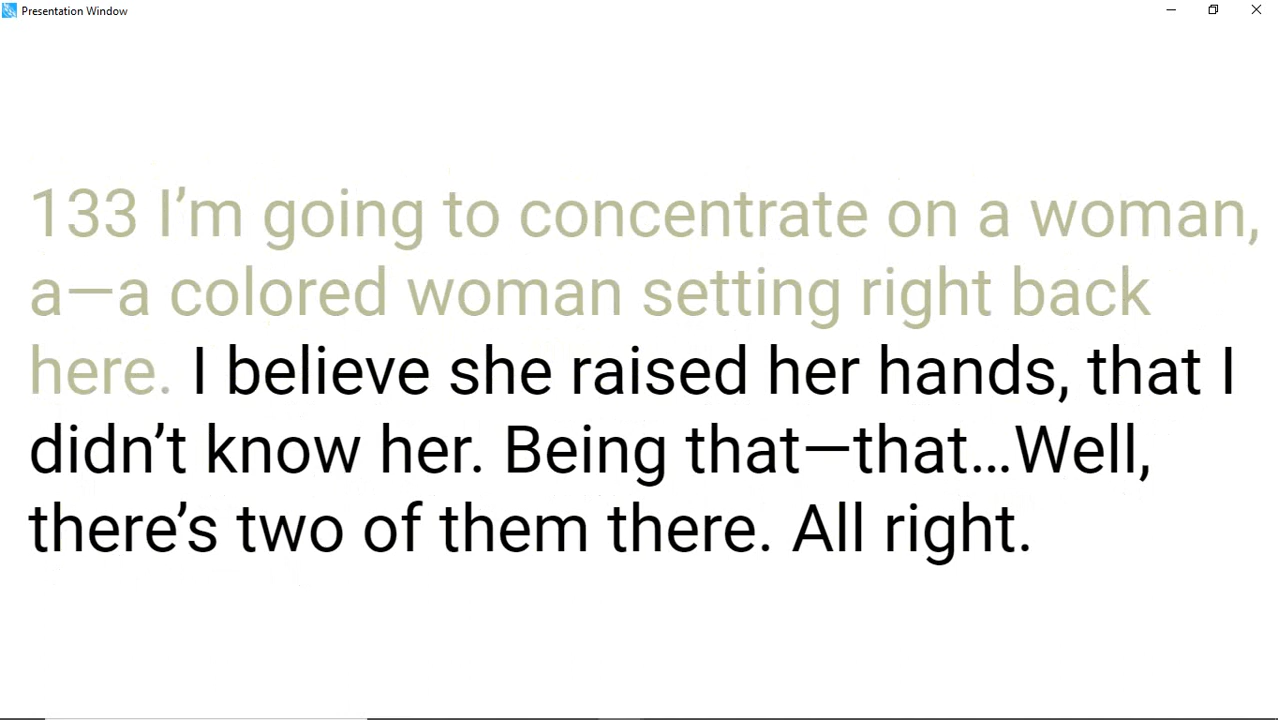 Presentation Window
133 I’m going to concentrate on a woman,
a—a colored woman setting right back
here. I believe she raised her hands, that I
didn’t know her. Being that—that…Well,
there’s two of them there. All right.